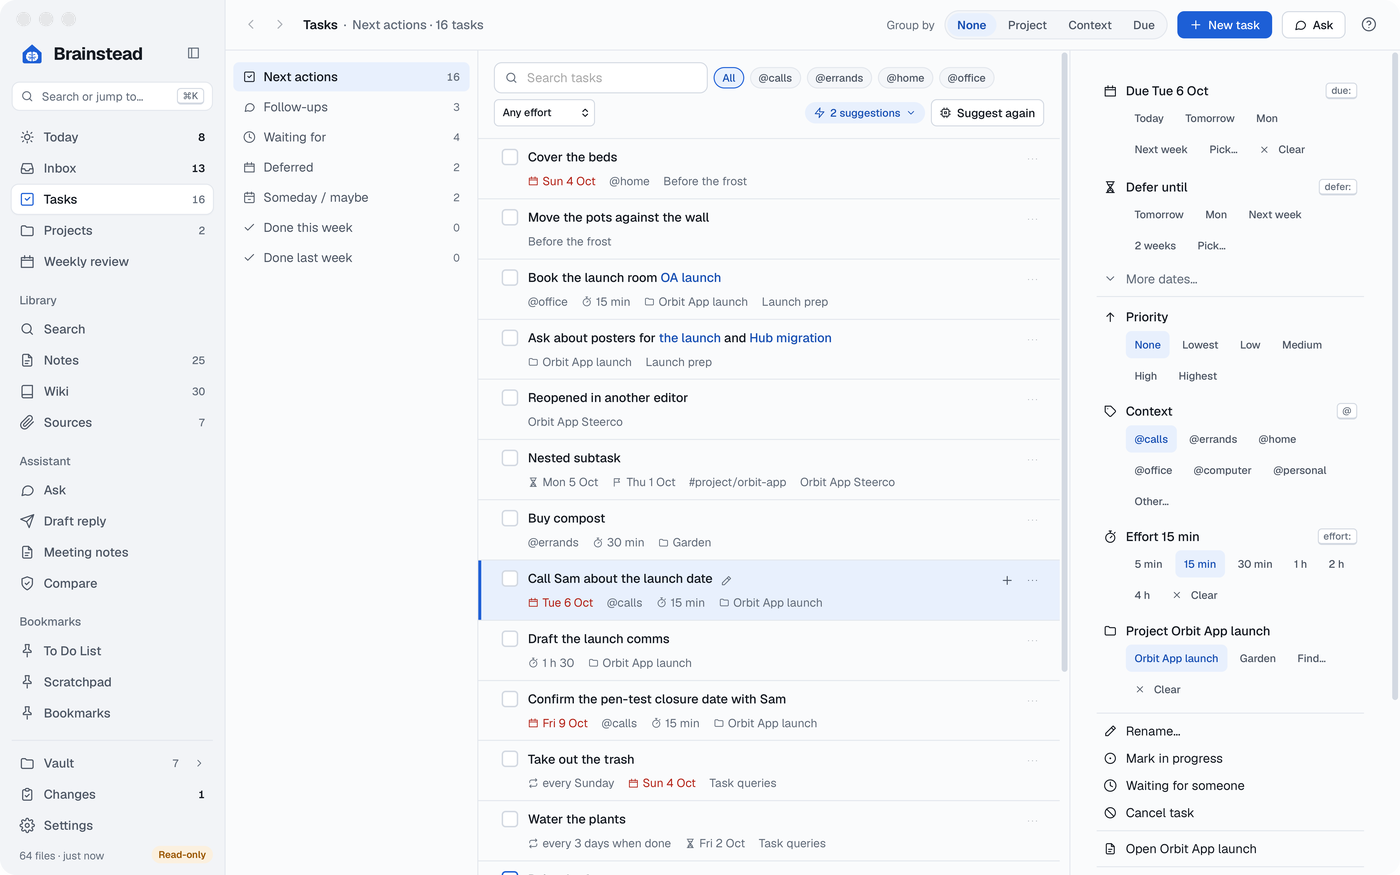 Brainstead
Search or jump to... ⌘K
Today 8
Inbox 13
Tasks 16
Projects 2
Weekly review
Library
Search
Notes 25
Wiki 30
Sources 7
Assistant
Ask
Draft reply
Meeting notes
Compare
Bookmarks
To Do List
Scratchpad
Bookmarks
Vault 7
Changes 1
Settings
64 files · just now Read-only
Tasks · Next actions · 16 tasks
Group by None Project Context Due
+ New task
Ask
Next actions 16
Follow-ups 3
Waiting for 4
Deferred 2
Someday / maybe 2
Done this week 0
Done last week 0
Search tasks All @calls @errands @home @office
Any effort 2 suggestions Suggest again
Cover the beds
Sun 4 Oct @home Before the frost
Move the pots against the wall
Before the frost
Book the launch room OA launch
@office 15 min Orbit App launch Launch prep
Ask about posters for the launch and Hub migration
Orbit App launch Launch prep
Reopened in another editor
Orbit App Steerco
Nested subtask
Mon 5 Oct Thu 1 Oct #project/orbit-app Orbit App Steerco
Buy compost
@errands 30 min Garden
Call Sam about the launch date
Tue 6 Oct @calls 15 min Orbit App launch
Draft the launch comms
1 h 30 Orbit App launch
Confirm the pen-test closure date with Sam
Fri 9 Oct @calls 15 min Orbit App launch
Take out the trash
every Sunday Sun 4 Oct Task queries
Water the plants
every 3 days when done Fri 2 Oct Task queries
Due Tue 6 Oct due:
Today Tomorrow Mon
Next week Pick... × Clear
Defer until defer:
Tomorrow Mon Next week
2 weeks Pick...
More dates...
Priority
None Lowest Low Medium
High Highest
Context @
@calls @errands @home
@office @computer @personal
Other...
Effort 15 min effort:
5 min 15 min 30 min 1 h 2 h
4 h × Clear
Project Orbit App launch
Orbit App launch Garden Find...
× Clear
Rename...
Mark in progress
Waiting for someone
Cancel task
Open Orbit App launch